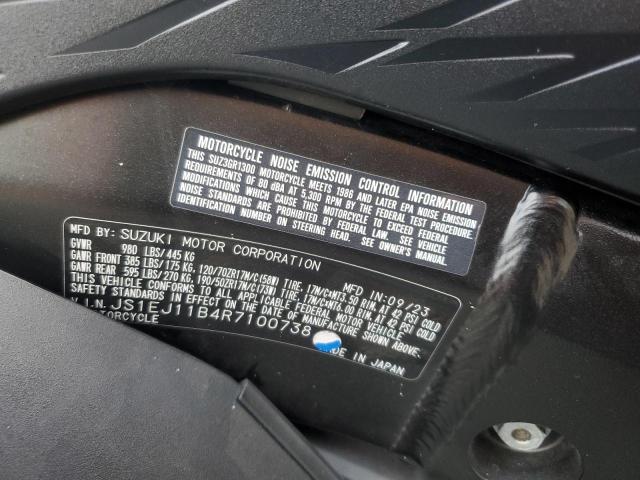 MOTORCYCLE NOISE EMISSION CONTROL INFORMATION
THIS SUZ3GR1300 MOTORCYCLE MEETS 1986 AND LATER EPA NOISE EMISSION
REQUIREMENTS OF 80 dBA AT 5,300 RPM BY THE FEDERAL TEST PROCEDURE.
MODIFICATIONS WHICH CAUSE THIS MOTORCYCLE TO EXCEED FEDERAL NOISE
STANDARDS ARE PROHIBITED BY FEDERAL LAW. SEE VEHICLE
IDENTIFICATION NUMBER ON STEERING HEAD. SEE OWNER'S MANUAL.
MFD BY: SUZUKI MOTOR CORPORATION MFD IN: 09/23
GVWR 980 LBS/445 KG
GAWR FRONT 385 LBS/175 KG. 120/70ZR17M/C(58W) TIRE. 17M/CxMT3.50 RIM. AT 42 PSI COLD
GAWR REAR 595 LBS/270 KG. 190/50ZR17M/C(73W) TIRE. 17M/CxMT6.00 RIM. AT 42 PSI COLD
THIS VEHICLE CONFORMS TO ALL APPLICABLE FEDERAL MOTOR VEHICLE
SAFETY STANDARDS IN EFFECT ON THE DATE OF MANUFACTURE SHOWN ABOVE.
V.I.N. JS1EJ11B4R7100738
MOTORCYCLE IN JAPAN